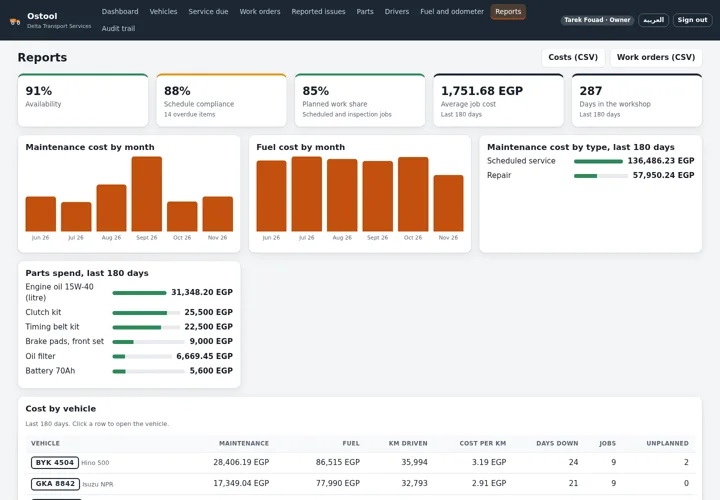 Ostool
Delta Transport Services
Dashboard Vehicles Service due Work orders Reported issues Parts Drivers Fuel and odometer Reports
Audit trail
Tarek Fouad · Owner
العربية
Sign out
Reports
Costs (CSV)
Work orders (CSV)
91%
Availability
88%
Schedule compliance
14 overdue items
85%
Planned work share
Scheduled and inspection jobs
1,751.68 EGP
Average job cost
Last 180 days
287
Days in the workshop
Last 180 days
Maintenance cost by month
Jun 26 Jul 26 Aug 26 Sept 26 Oct 26 Nov 26
Fuel cost by month
Jun 26 Jul 26 Aug 26 Sept 26 Oct 26 Nov 26
Maintenance cost by type, last 180 days
Scheduled service 136,486.23 EGP
Repair 57,950.24 EGP
Parts spend, last 180 days
Engine oil 15W-40
(litre) 31,348.20 EGP
Clutch kit 25,500 EGP
Timing belt kit 22,500 EGP
Brake pads, front set 9,000 EGP
Oil filter 6,669.45 EGP
Battery 70Ah 5,600 EGP
Cost by vehicle
Last 180 days. Click a row to open the vehicle.
VEHICLE MAINTENANCE FUEL KM DRIVEN COST PER KM DAYS DOWN JOBS UNPLANNED
BYK 4504 Hino 500 28,406.19 EGP 86,515 EGP 35,994 3.19 EGP 24 9 2
GKA 8842 Isuzu NPR 17,349.04 EGP 77,990 EGP 32,793 2.91 EGP 21 9 0